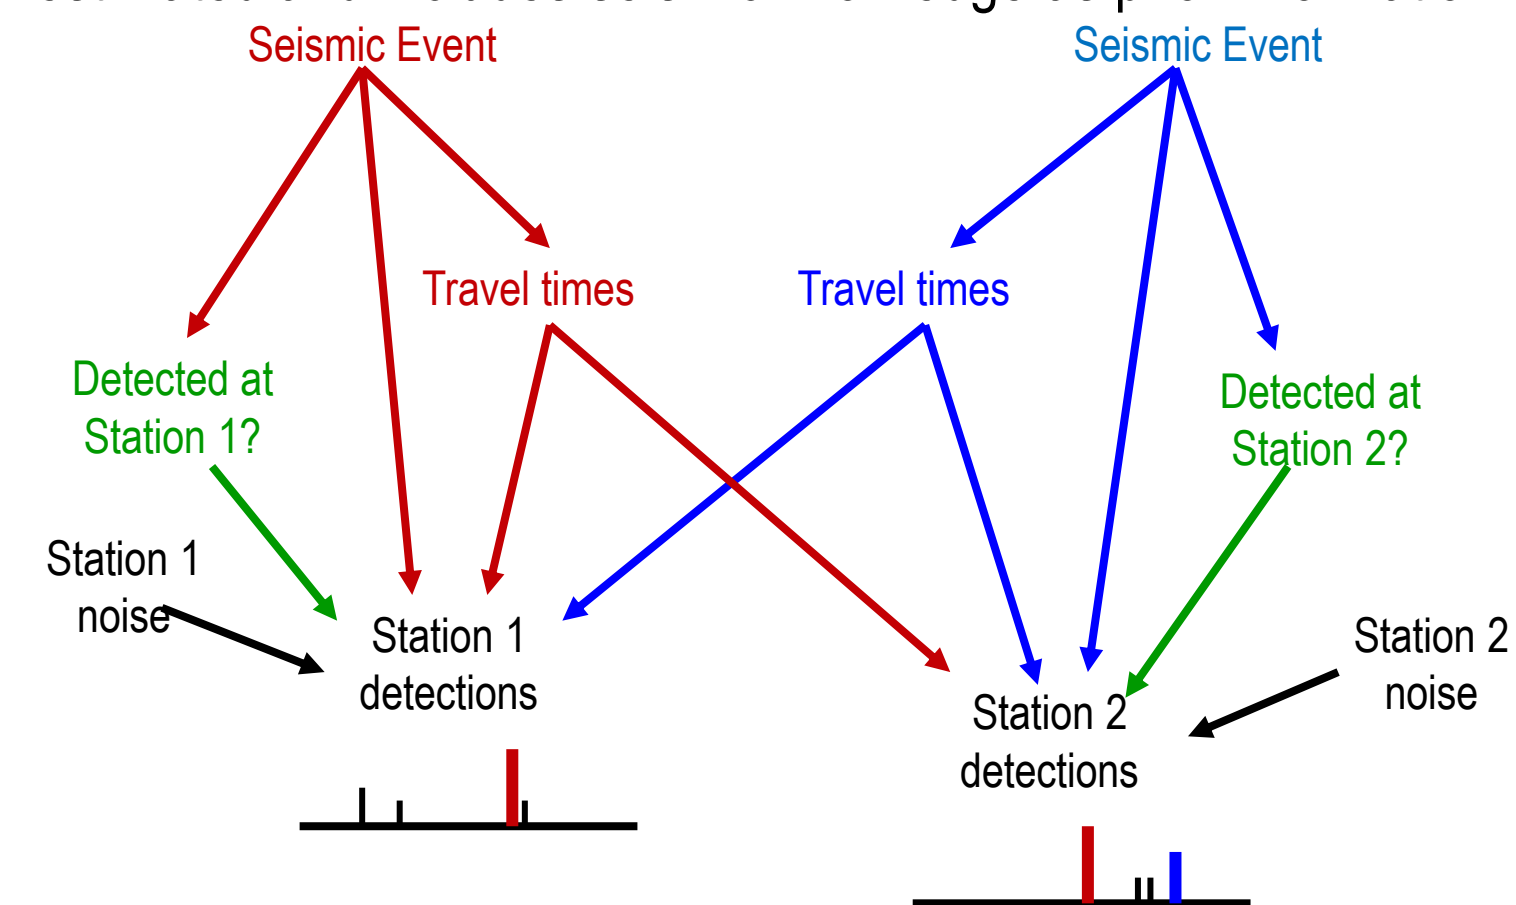 Seismic Event
Seismic Event
Travel times
Travel times
Detected at
Station 1?
Detected at
Station 2?
Station 1
noise
Station 1
detections
Station 2
noise
Station 2
detections